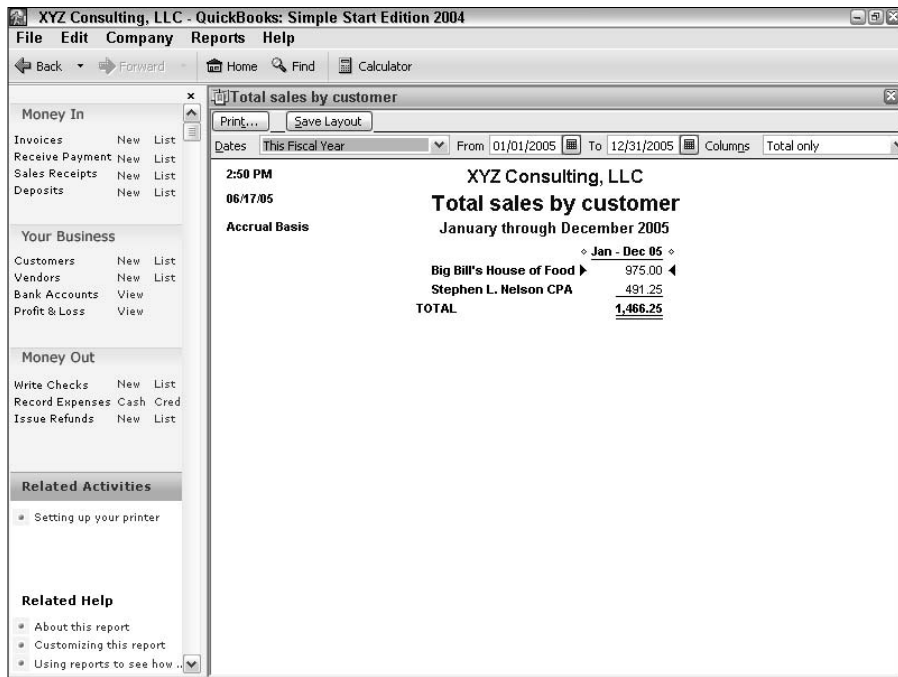 XYZ Consulting, LLC - QuickBooks: Simple Start Edition 2004
File Edit Company Reports Help
Back Forward Home Find Calculator
Money In
Invoices New List
Receive Payment New List
Sales Receipts New List
Deposits New List
Your Business
Customers New List
Vendors New List
Bank Accounts View
Profit & Loss View
Money Out
Write Checks New List
Record Expenses Cash Cred
Issue Refunds New List
Related Activities
Setting up your printer
Related Help
About this report
Customizing this report
Using reports to see how ..
Total sales by customer
Print... Save Layout
Dates This Fiscal Year From 01/01/2005 To 12/31/2005 Columns Total only
2:50 PM XYZ Consulting, LLC
06/17/05 Total sales by customer
Accrual Basis January through December 2005
Jan - Dec 05
Big Bill's House of Food 975.00
Stephen L. Nelson CPA 491.25
TOTAL 1,466.25